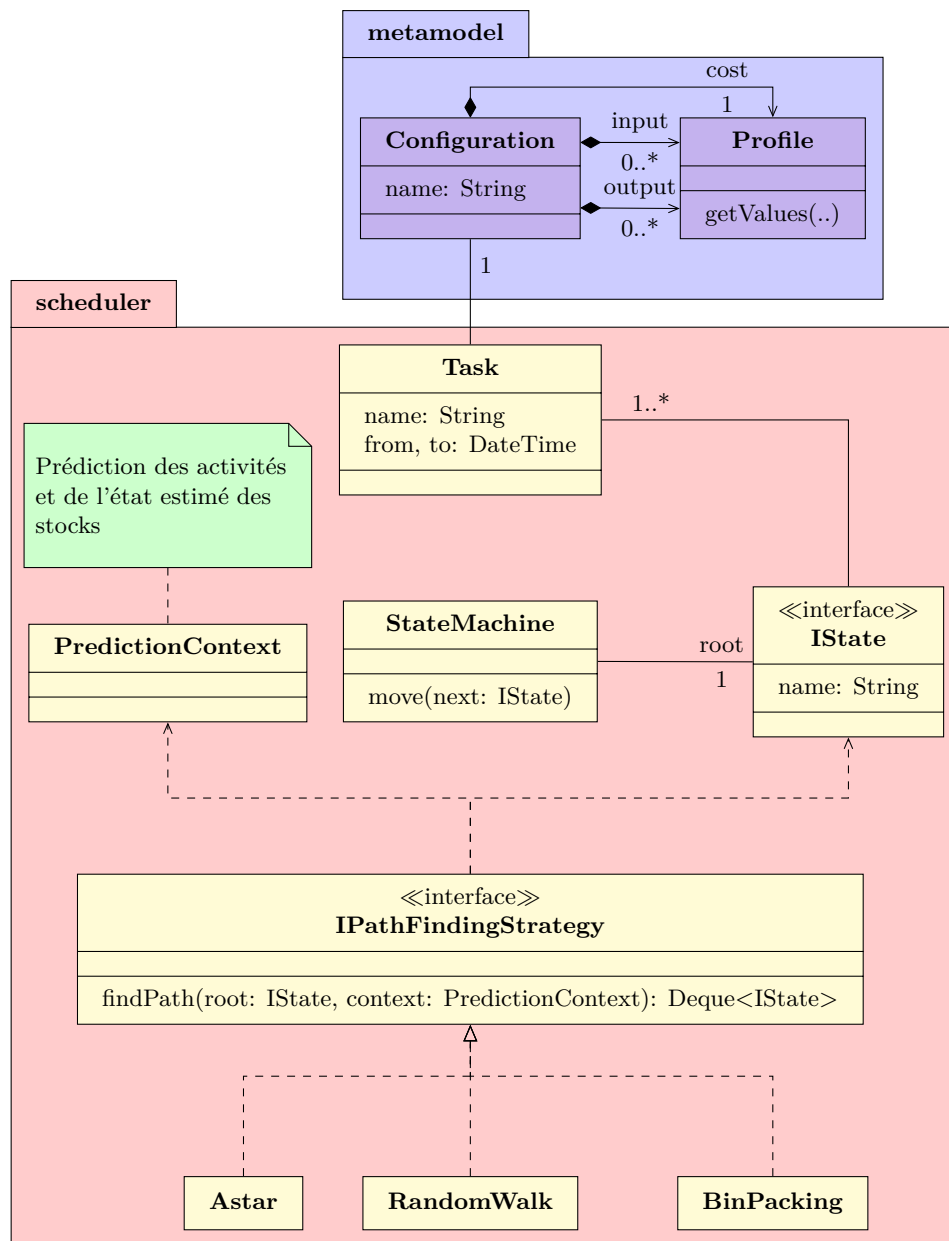 metamodel
cost
1
Configuration
name: String
input
0..*
output
0..*
Profile
getValues(..)
1
scheduler
Task
name: String
from, to: DateTime
1..*
Prédiction des activités
et de l'état estimé des
stocks
PredictionContext
StateMachine
move(next: IState)
root
1
≪interface≫
IState
name: String
≪interface≫
IPathFindingStrategy
findPath(root: IState, context: PredictionContext): Deque<IState>
Astar
RandomWalk
BinPacking